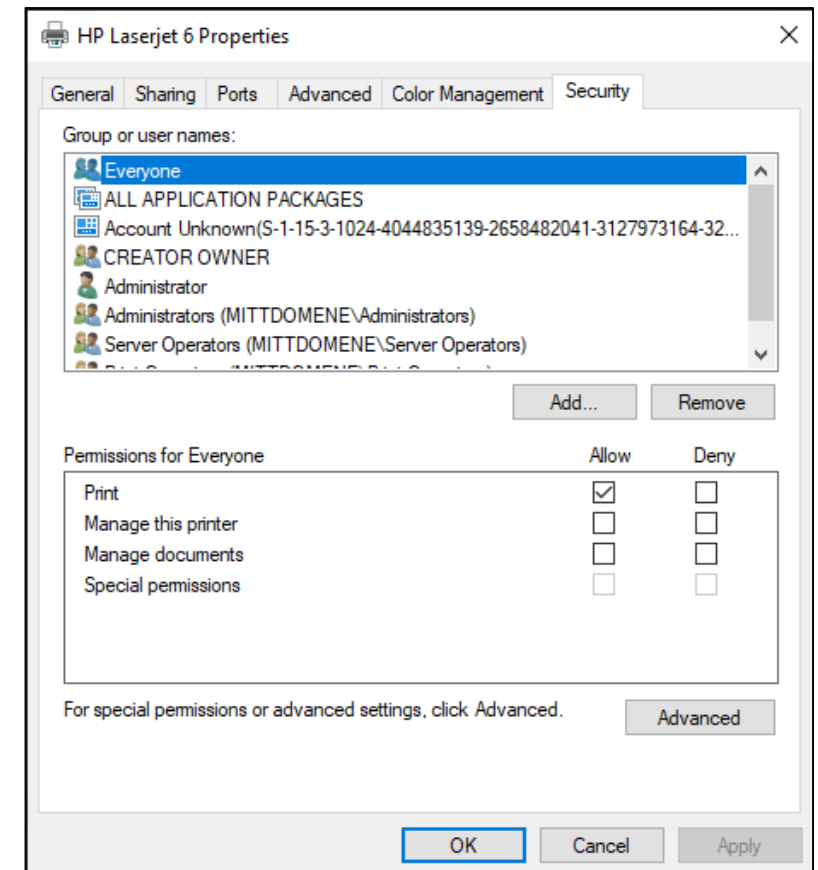 HP Laserjet 6 Properties
General Sharing Ports Advanced Color Management Security
Group or user names:
Everyone
ALL APPLICATION PACKAGES
Account Unknown(S-1-15-3-1024-4044835139-2658482041-3127973164-32...
CREATOR OWNER
Administrator
Administrators (MITTDOMENE\Administrators)
Server Operators (MITTDOMENE\Server Operators)
Add... Remove
Permissions for Everyone Allow Deny
Print
Manage this printer
Manage documents
Special permissions
For special permissions or advanced settings, click Advanced. Advanced
OK Cancel Apply